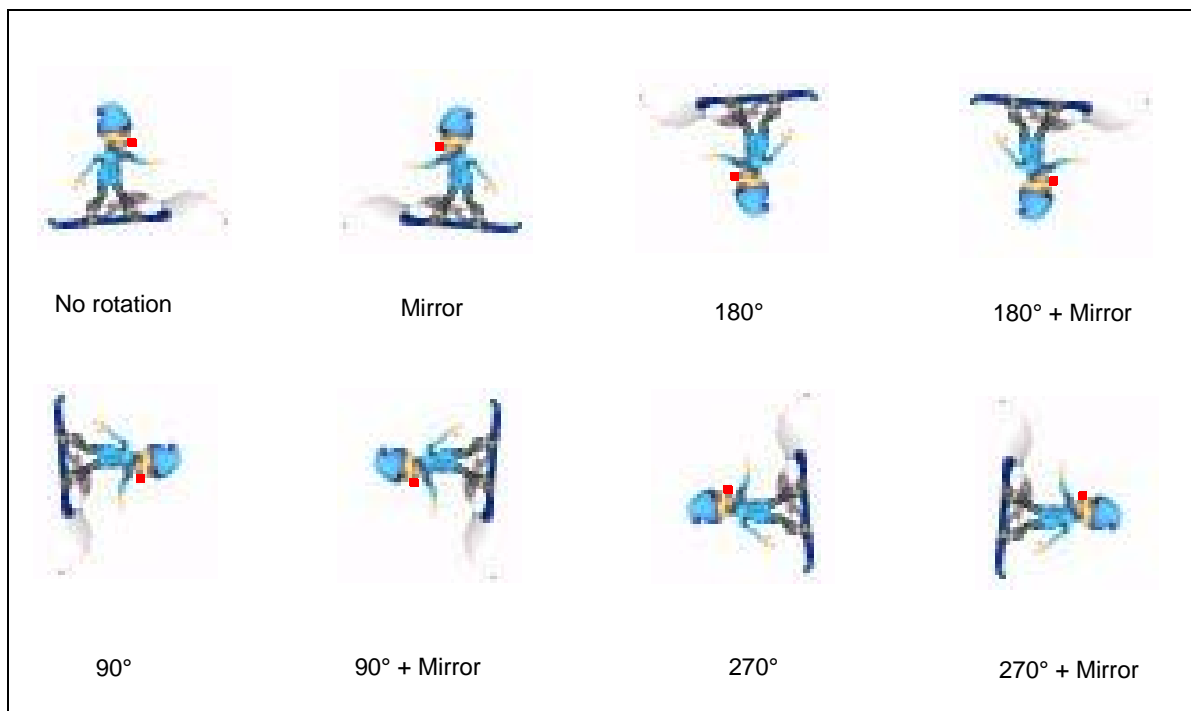 No rotation
Mirror
180°
180° + Mirror
90°
90° + Mirror
270°
270° + Mirror